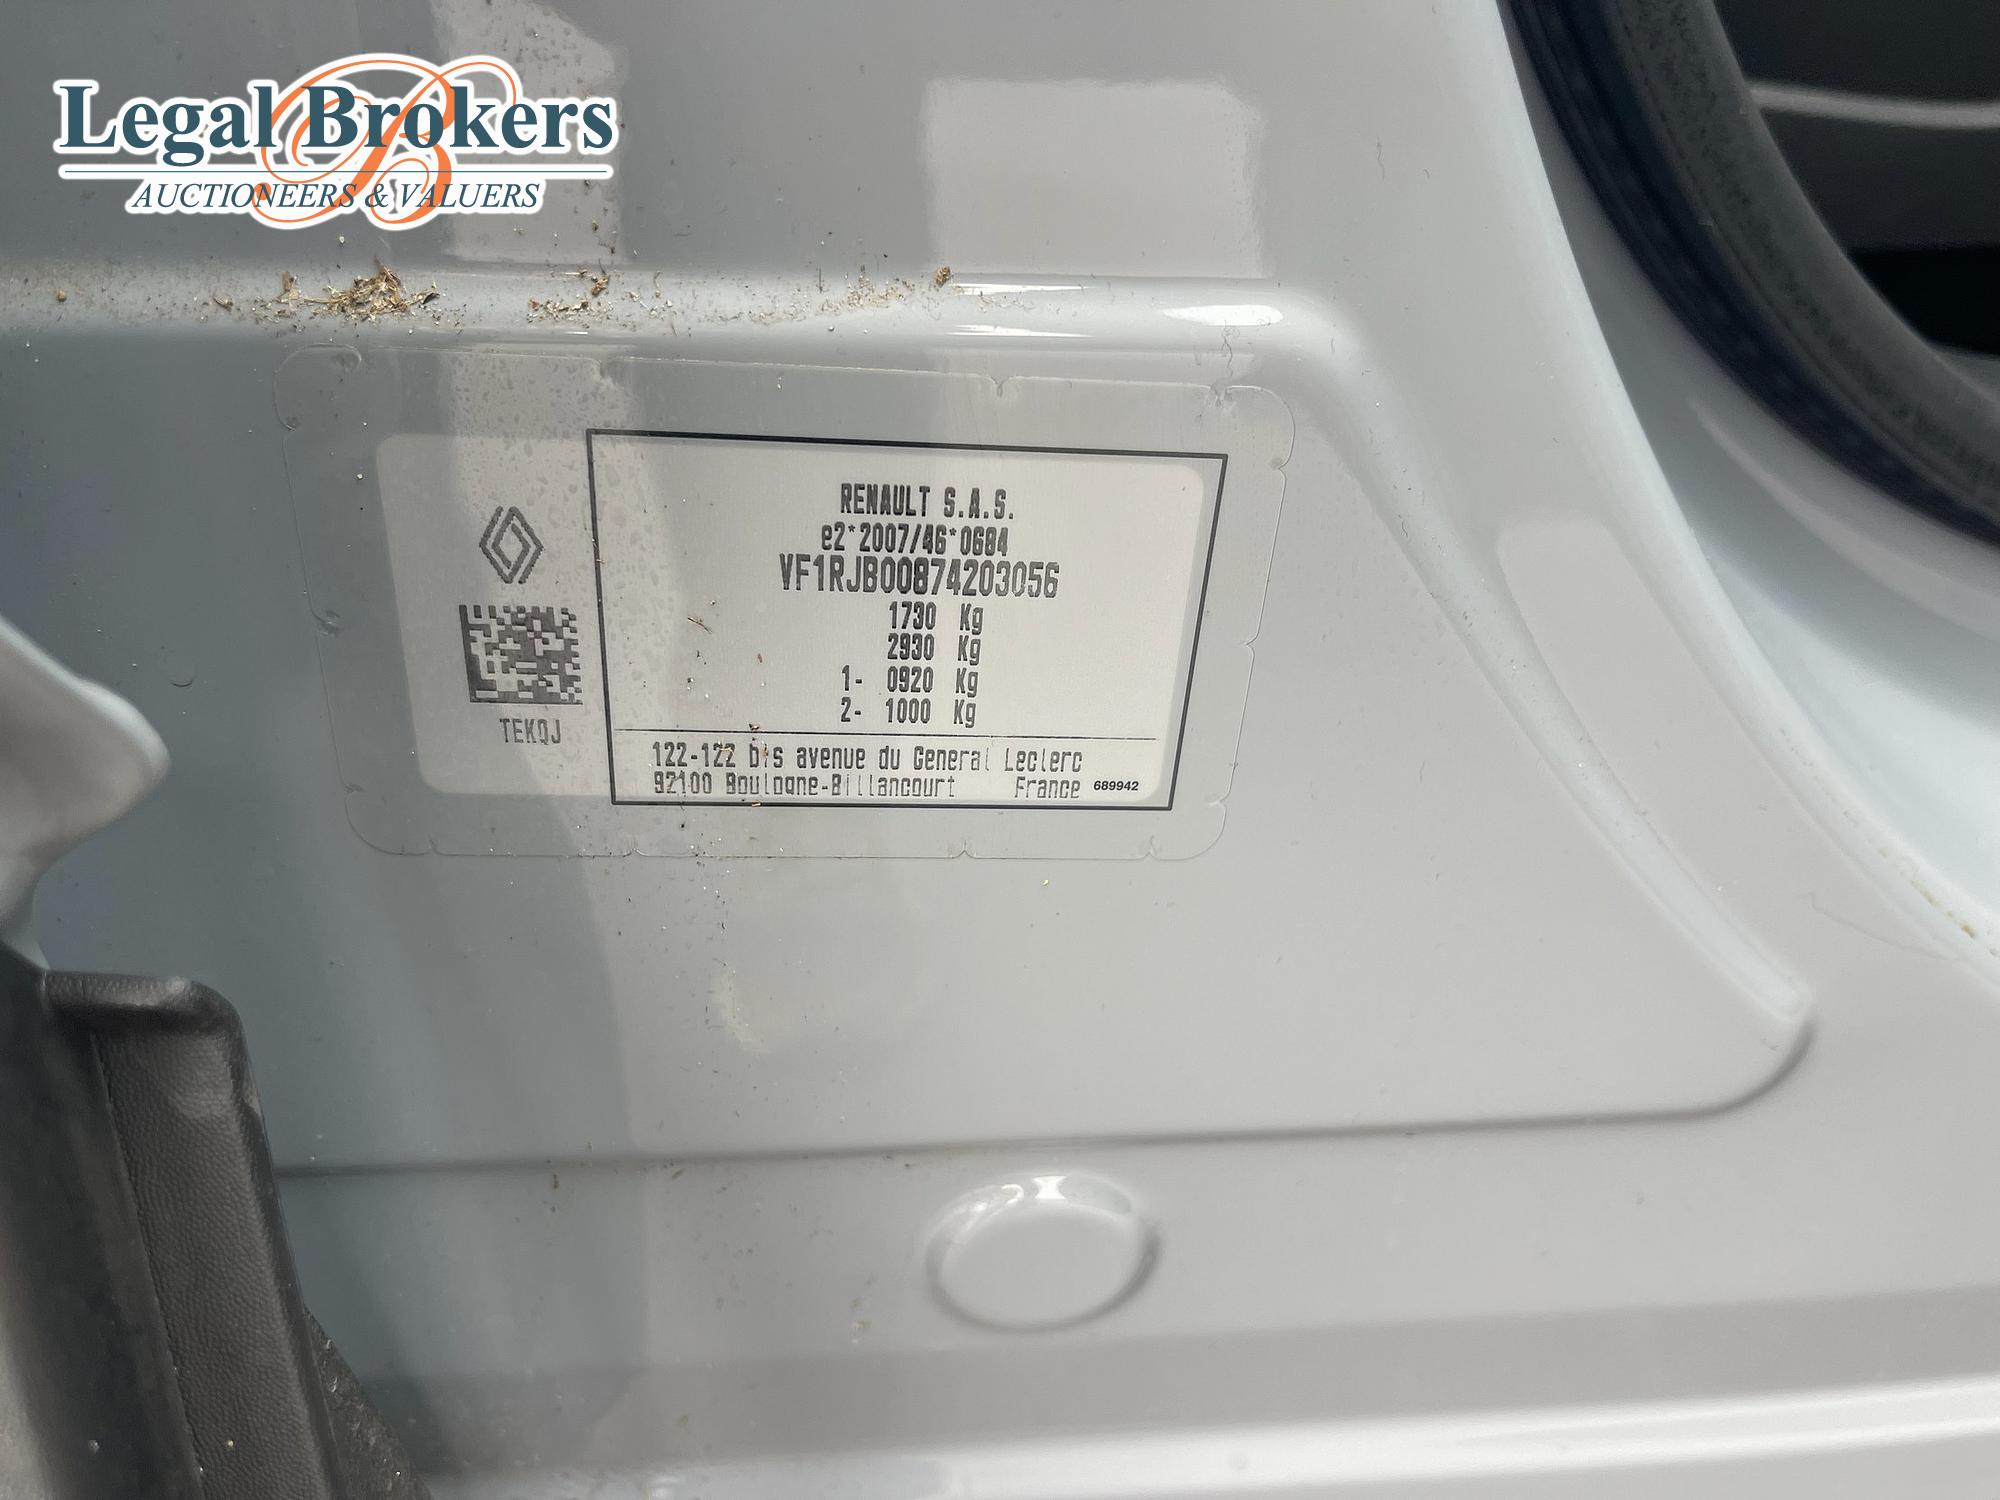 Legal Brokers
AUCTIONEERS & VALUERS
RENAULT S.A.S.
e2*2007/46*0684
VF1RJB00874203056
1730 Kg
2930 Kg
1- 0920 Kg
2- 1000 Kg
TEKQJ
122-122 bis avenue du General Leclerc
92100 Boulogne-Billancourt France 689942